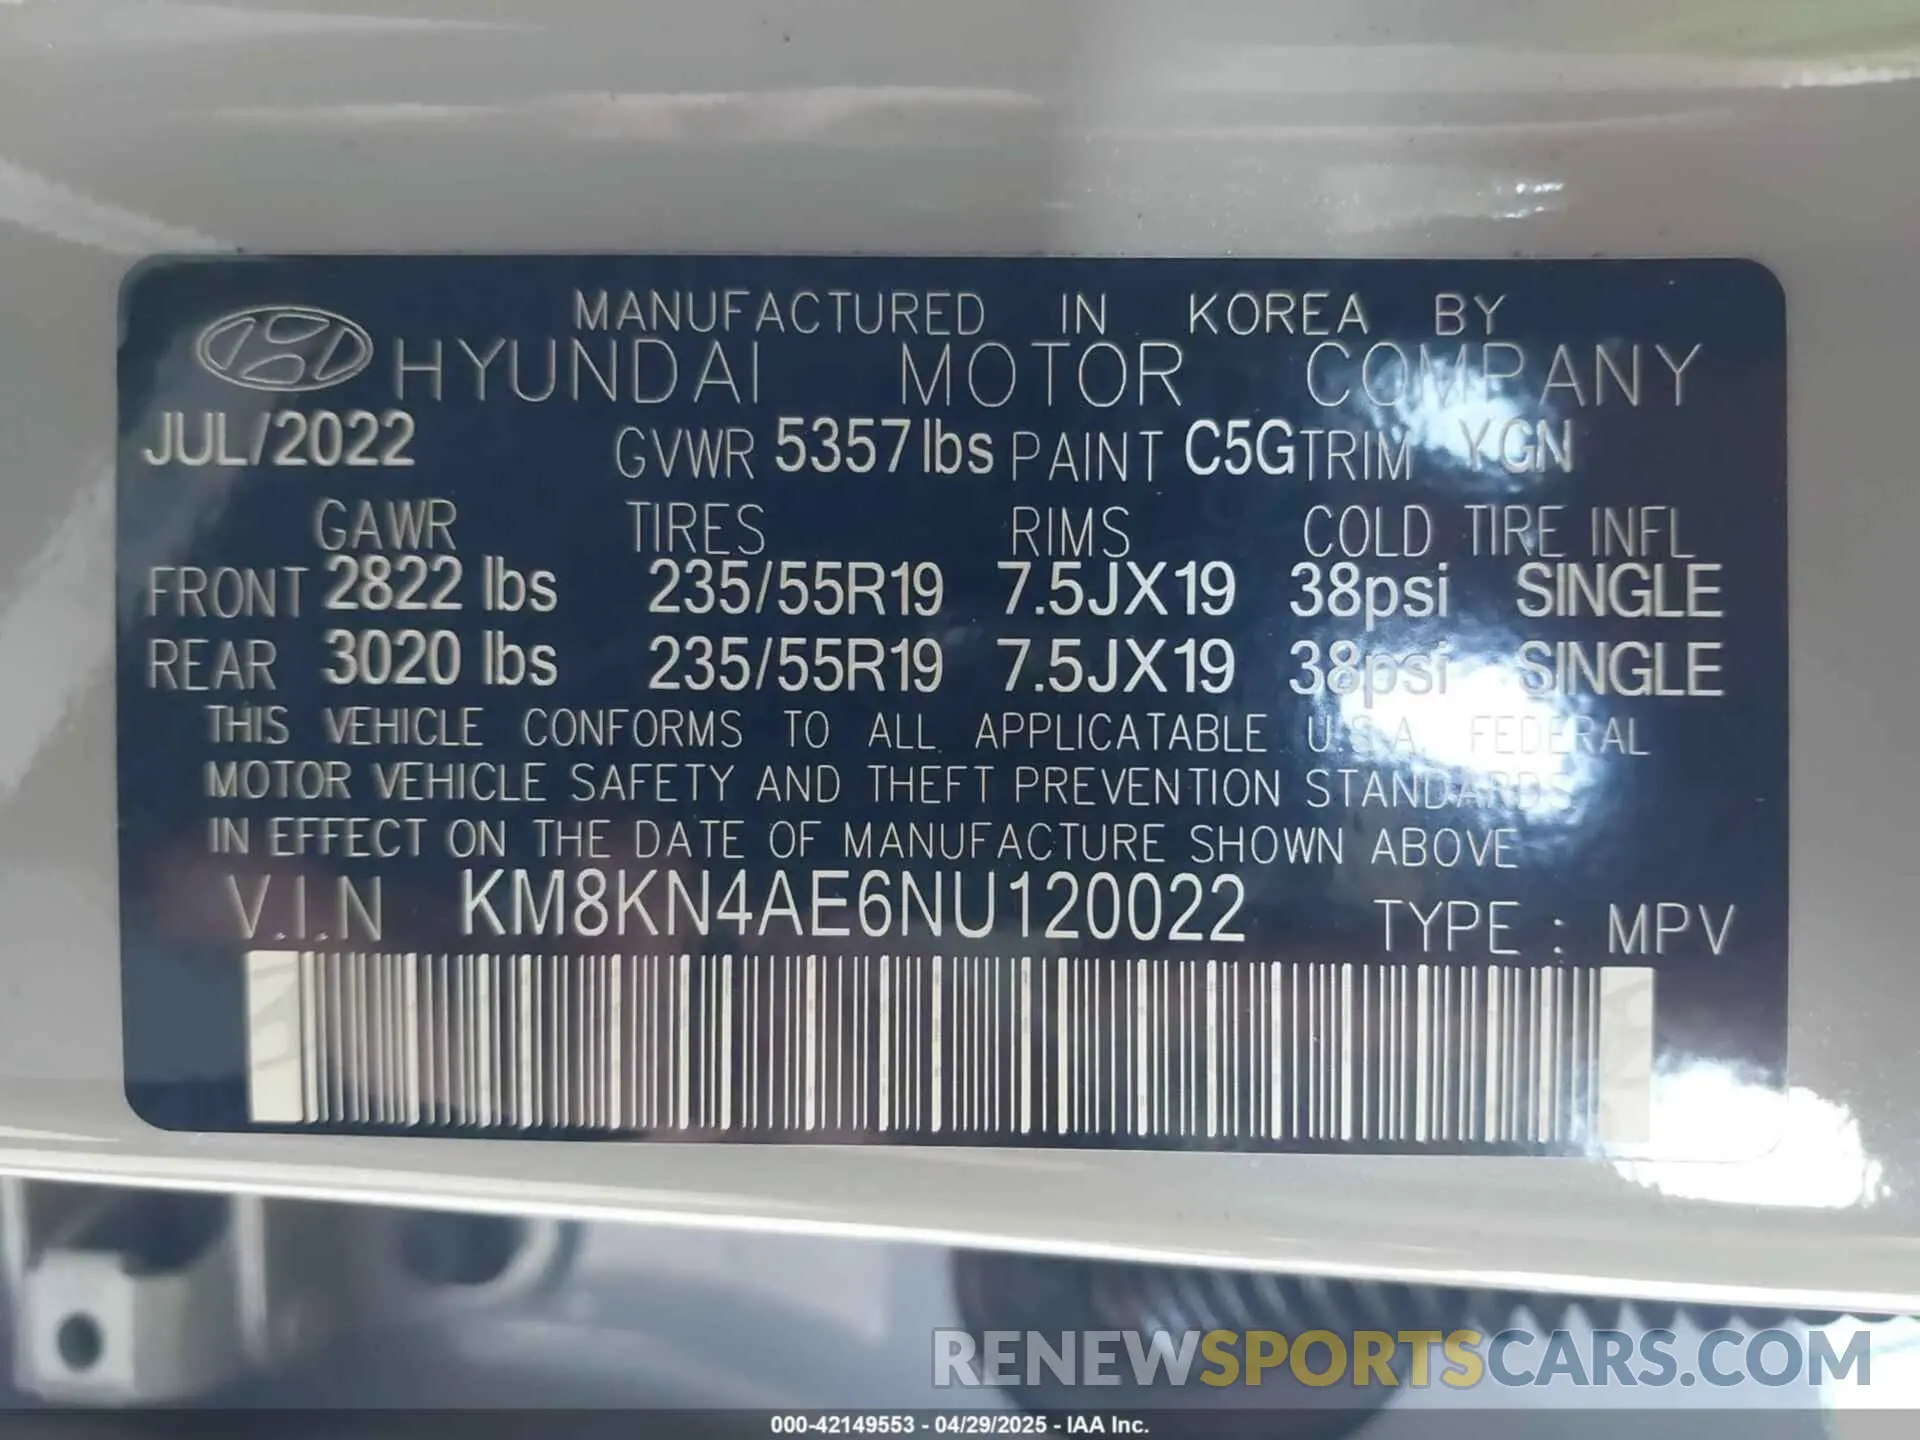 MANUFACTURED IN KOREA BY
HYUNDAI MOTOR COMPANY
JUL/2022 GVWR 5357lbs PAINT C5G TRIM YGN
GAWR TIRES RIMS COLD TIRE INFL
FRONT 2822 lbs 235/55R19 7.5JX19 38psi SINGLE
REAR 3020 lbs 235/55R19 7.5JX19 38psi SINGLE
THIS VEHICLE CONFORMS TO ALL APPLICATABLE U.S.A. FEDERAL
MOTOR VEHICLE SAFETY AND THEFT PREVENTION STANDARDS
IN EFFECT ON THE DATE OF MANUFACTURE SHOWN ABOVE
V.I.N KM8KN4AE6NU120022 TYPE : MPV
RENEWSPORTSCARS.COM
000-42149553 - 04/29/2025 - IAA Inc.